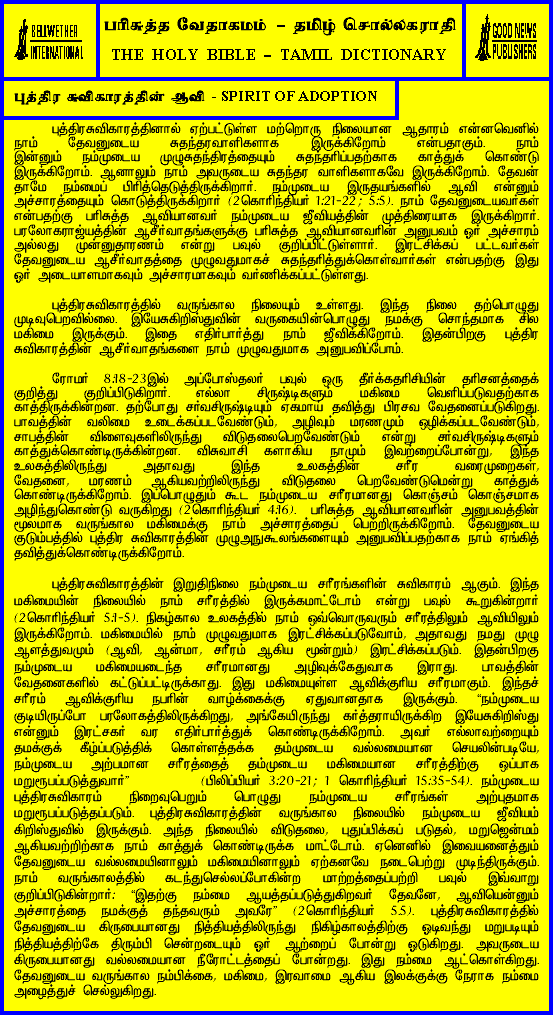 BELLWETHER
INTERNATIONAL
பரிசுத்த வேதாகமம் – தமிழ் சொல்லகராதி
THE HOLY BIBLE – TAMIL DICTIONARY
GOOD NEWS
PUBLISHERS
புத்திர சுவிகாரத்தின் ஆவி - SPIRIT OF ADOPTION
புத்திரசுவிகாரத்தினால் ஏற்பட்டுள்ள மற்றொரு நிலையான ஆதாரம் என்னவெனில்
நாம் தேவனுடைய சுதந்தரவாளிகளாக இருக்கிறோம் என்பதாகும். நாம்
இன்னும் நம்முடைய முழுசுதந்திரத்தையும் சுதந்தரிப்பதற்காக காத்துக் கொண்டு
இருக்கிறோம். ஆனாலும் நாம் அவருடைய சுதந்தர வாளிகளாகவே இருக்கிறோம். தேவன்
தாமே நம்மைப் பிரித்தெடுத்திருக்கிறார். நம்முடைய இருதயங்களில் ஆவி என்னும்
அச்சாரத்தையும் கொடுத்திருக்கிறார் (2கொரிந்தியர் 1:21-22; 5:5). நாம் தேவனுடையவர்கள்
என்பதற்கு பரிசுத்த ஆவியானவர் நம்முடைய ஜீவியத்தின் முத்திரையாக இருக்கிறார்.
பரலோகராஜ்யத்தின் ஆசீர்வாதங்களுக்கு பரிசுத்த ஆவியானவரின் அனுபவம் ஓர் அச்சாரம்
அல்லது முன்னுதாரணம் என்று பவுல் குறிப்பிட்டுள்ளார். இரட்சிக்கப் பட்டவர்கள்
தேவனுடைய ஆசீர்வாதத்தை முழுவதுமாகச் சுதந்தரித்துக்கொள்வார்கள் என்பதற்கு இது
ஓர் அடையாளமாகவும் அச்சாரமாகவும் வர்ணிக்கப்பட்டுள்ளது.
புத்திரசுவிகாரத்தில் வருங்கால நிலையும் உள்ளது. இந்த நிலை தற்பொழுது
முடிவுபெறவில்லை. இயேசுகிறிஸ்துவின் வருகையின்பொழுது நமக்கு சொந்தமாக சில
மகிமை இருக்கும். இதை எதிர்பார்த்து நாம் ஜீவிக்கிறோம். இதன்பிறகு புத்திர
சுவிகாரத்தின் ஆசீர்வாதங்களை நாம் முழுவதுமாக அனுபவிப்போம்.
ரோமர் 8:18-23இல் அப்போஸ்தலர் பவுல் ஒரு தீர்க்கதரிசியின் தரிசனத்தைக்
குறித்து குறிப்பிடுகிறார். எல்லா சிருஷ்டிகளும் மகிமை வெளிப்படுவதற்காக
காத்திருக்கின்றன. தற்போது சர்வசிருஷ்டியும் ஏகமாய் தவித்து பிரசவ வேதனைப்படுகிறது.
பாவத்தின் வலிமை உடைக்கப்படவேண்டும், அழிவும் மரணமும் ஒழிக்கப்படவேண்டும்,
சாபத்தின் விளைவுகளிலிருந்து விடுதலைபெறவேண்டும் என்று சர்வசிருஷ்டிகளும்
காத்துக்கொண்டிருக்கின்றன. விசுவாசி களாகிய நாமும் இவற்றைப்போன்று, இந்த
உலகத்திலிருந்து அதாவது இந்த உலகத்தின் சரீர வரைமுறைகள்,
வேதனை, மரணம் ஆகியவற்றிலிருந்து விடுதலை பெறவேண்டுமென்று காத்துக்
கொண்டிருக்கிறோம். இப்பொழுதும் கூட நம்முடைய சரீரமானது கொஞ்சம் கொஞ்சமாக
அழிந்துகொண்டு வருகிறது (2கொரிந்தியர் 4:16). பரிசுத்த ஆவியானவரின் அனுபவத்தின்
மூலமாக வருங்கால மகிமைக்கு நாம் அச்சாரத்தைப் பெற்றிருக்கிறோம். தேவனுடைய
குடும்பத்தில் புத்திர சுவிகாரத்தின் முழுஅநுகூலங்களையும் அனுபவிப்பதற்காக நாம் ஏங்கித்
தவித்துக்கொண்டிருக்கிறோம்.
புத்திரசுவிகாரத்தின் இறுதிநிலை நம்முடைய சரீரங்களின் சுவிகாரம் ஆகும். இந்த
மகிமையின் நிலையில் நாம் சரீரத்தில் இருக்கமாட்டோம் என்று பவுல் கூறுகின்றார்
(2கொரிந்தியர் 5:1-5). நிகழ்கால உலகத்தில் நாம் ஒவ்வொருவரும் சரீரத்திலும் ஆவியிலும்
இருக்கிறோம். மகிமையில் நாம் முழுவதுமாக இரட்சிக்கப்படுவோம், அதாவது நமது முழு
ஆளத்துவமும் (ஆவி, ஆன்மா, சரீரம் ஆகிய மூன்றும்) இரட்சிக்கப்படும். இதன்பிறகு
நம்முடைய மகிமையடைந்த சரீரமானது அழிவுக்கேதுவாக இராது. பாவத்தின்
வேதனைகளில் கட்டுப்பட்டிருக்காது. இது மகிமையுள்ள ஆவிக்குரிய சரீரமாகும். இந்தச்
சரீரம் ஆவிக்குரிய நபரின் வாழ்க்கைக்கு ஏதுவானதாக இருக்கும். “நம்முடைய
குடியிருப்போ பரலோகத்திலிருக்கிறது, அங்கேயிருந்து கர்த்தராயிருக்கிற இயேசுகிறிஸ்து
என்னும் இரட்சகர் வர எதிர்பார்த்துக் கொண்டிருக்கிறோம். அவர் எல்லாவற்றையும்
தமக்குக் கீழ்ப்படுத்திக் கொள்ளத்தக்க தம்முடைய வல்லமையான செயலின்படியே,
நம்முடைய அற்பமான சரீரத்தைத் தம்முடைய மகிமையான சரீரத்திற்கு ஒப்பாக
மறுரூபப்படுத்துவார்” (பிலிப்பியர் 3:20-21; 1 கொரிந்தியர் 15:35-54). நம்முடைய
புத்திரசுவிகாரம் நிறைவுபெறும் பொழுது நம்முடைய சரீரங்கள் அற்புதமாக
மறுரூபப்படுத்தப்படும். புத்திரசுவிகாரத்தின் வருங்கால நிலையில் நம்முடைய ஜீவியம்
கிறிஸ்துவில் இருக்கும். அந்த நிலையில் விடுதலை, புதுப்பிக்கப் படுதல், மறுஜென்மம்
ஆகியவற்றிற்காக நாம் காத்துக் கொண்டிருக்க மாட்டோம். ஏனெனில் இவையனைத்தும்
தேவனுடைய வல்லமையினாலும் மகிமையினாலும் ஏற்கனவே நடைபெற்று முடிந்திருக்கும்.
நாம் வருங்காலத்தில் கடந்துசெல்லப்போகின்ற மாற்றத்தைப்பற்றி பவுல் இவ்வாறு
குறிப்பிடுகின்றார்: “இதற்கு நம்மை ஆயத்தப்படுத்துகிறவர் தேவனே, ஆவியென்னும்
அச்சாரத்தை நமக்குத் தந்தவரும் அவரே” (2கொரிந்தியர் 5:5). புத்திரசுவிகாரத்தில்
தேவனுடைய கிருபையானது நித்தியத்திலிருந்து நிகழ்காலத்திற்கு ஓடிவந்து மறுபடியும்
நித்தியத்திற்கே திரும்பி சென்றடையும் ஓர் ஆற்றைப் போன்று ஓடுகிறது. அவருடைய
கிருபையானது வல்லமையான நீரோட்டத்தைப் போன்றது. இது நம்மை ஆட்கொள்கிறது.
தேவனுடைய வருங்கால நம்பிக்கை, மகிமை, இரவாமை ஆகிய இலக்குக்கு நேராக நம்மை
அழைத்துச் செல்லுகிறது.